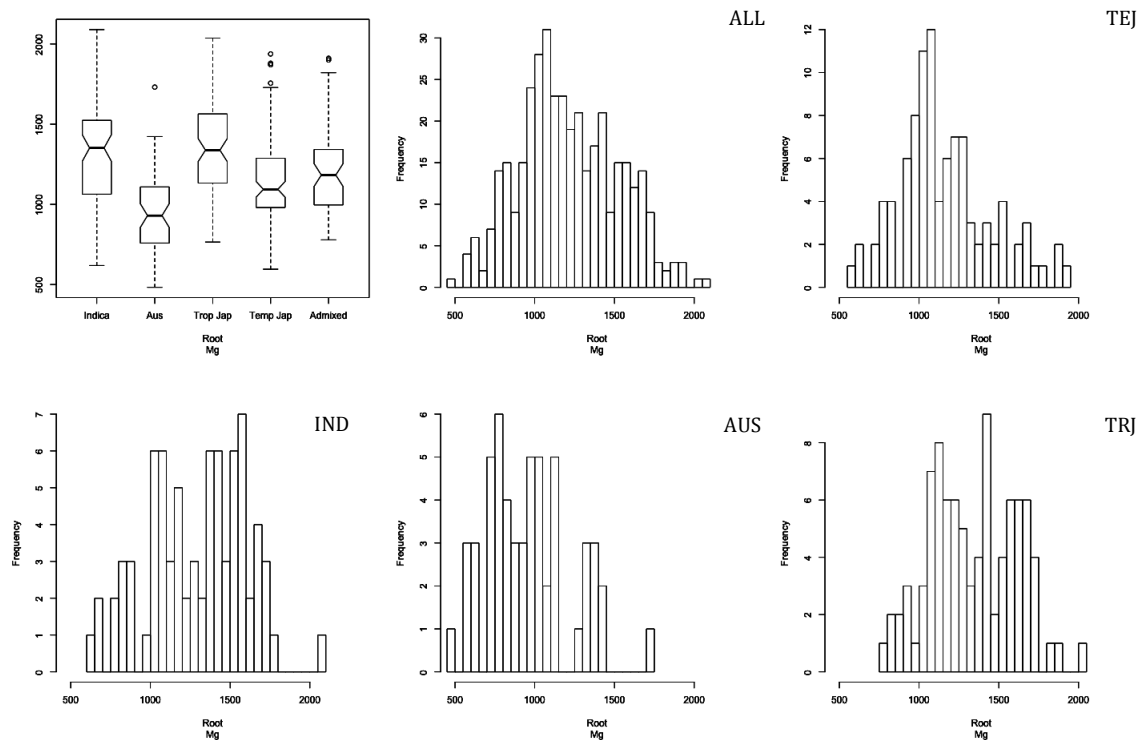 2000
1500
1000
500
Indica Aus Trop Jap Temp Jap Admixed
Root
Mg
ALL
Frequency
30
25
20
15
10
5
0
500 1000 1500 2000
Root
Mg
TEJ
Frequency
12
10
8
6
4
2
0
500 1000 1500 2000
Root
Mg
IND
Frequency
7
6
5
4
3
2
1
0
500 1000 1500 2000
Root
Mg
AUS
Frequency
6
5
4
3
2
1
0
500 1000 1500 2000
Root
Mg
TRJ
Frequency
8
6
4
2
0
500 1000 1500 2000
Root
Mg